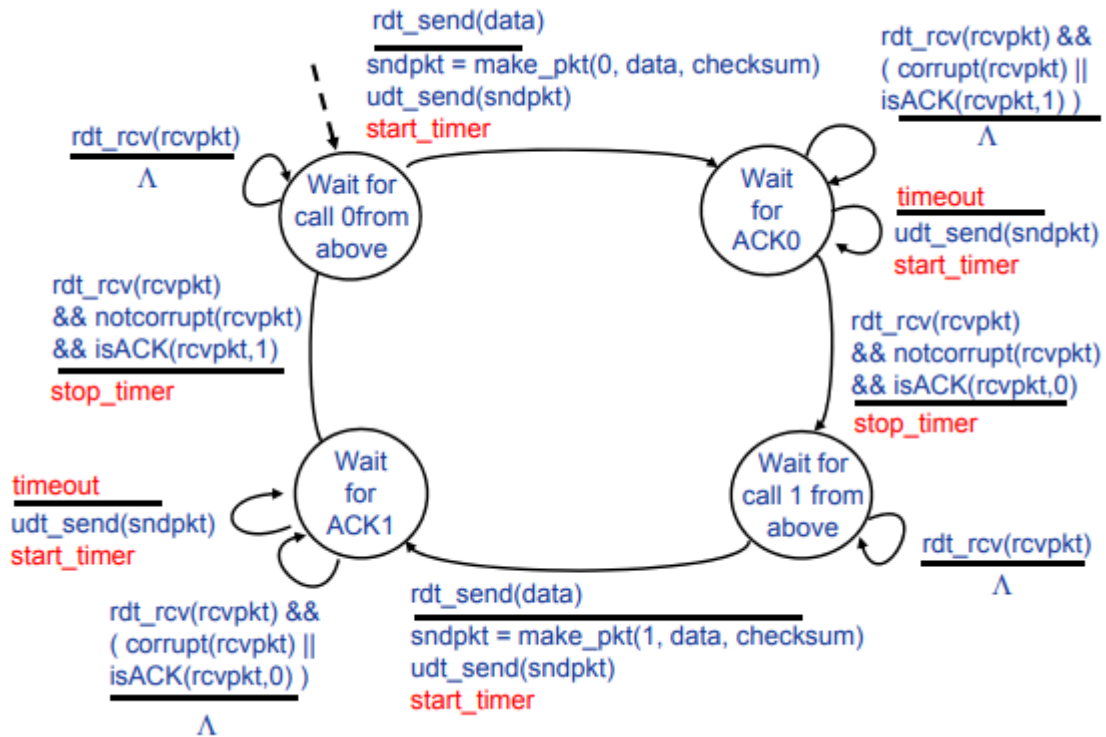 rdt_send(data)
sndpkt = make_pkt(0, data, checksum)
udt_send(sndpkt)
start_timer
rdt_rcv(rcvpkt) &&
( corrupt(rcvpkt) ||
isACK(rcvpkt,1) )
Λ
rdt_rcv(rcvpkt)
Λ
Wait for
call 0from
above
Wait
for
ACK0
timeout
udt_send(sndpkt)
start_timer
rdt_rcv(rcvpkt)
&& notcorrupt(rcvpkt)
&& isACK(rcvpkt,1)
stop_timer
rdt_rcv(rcvpkt)
&& notcorrupt(rcvpkt)
&& isACK(rcvpkt,0)
stop_timer
timeout
udt_send(sndpkt)
start_timer
Wait
for
ACK1
Wait for
call 1 from
above
rdt_rcv(rcvpkt)
Λ
rdt_rcv(rcvpkt) &&
( corrupt(rcvpkt) ||
isACK(rcvpkt,0) )
Λ
rdt_send(data)
sndpkt = make_pkt(1, data, checksum)
udt_send(sndpkt)
start_timer